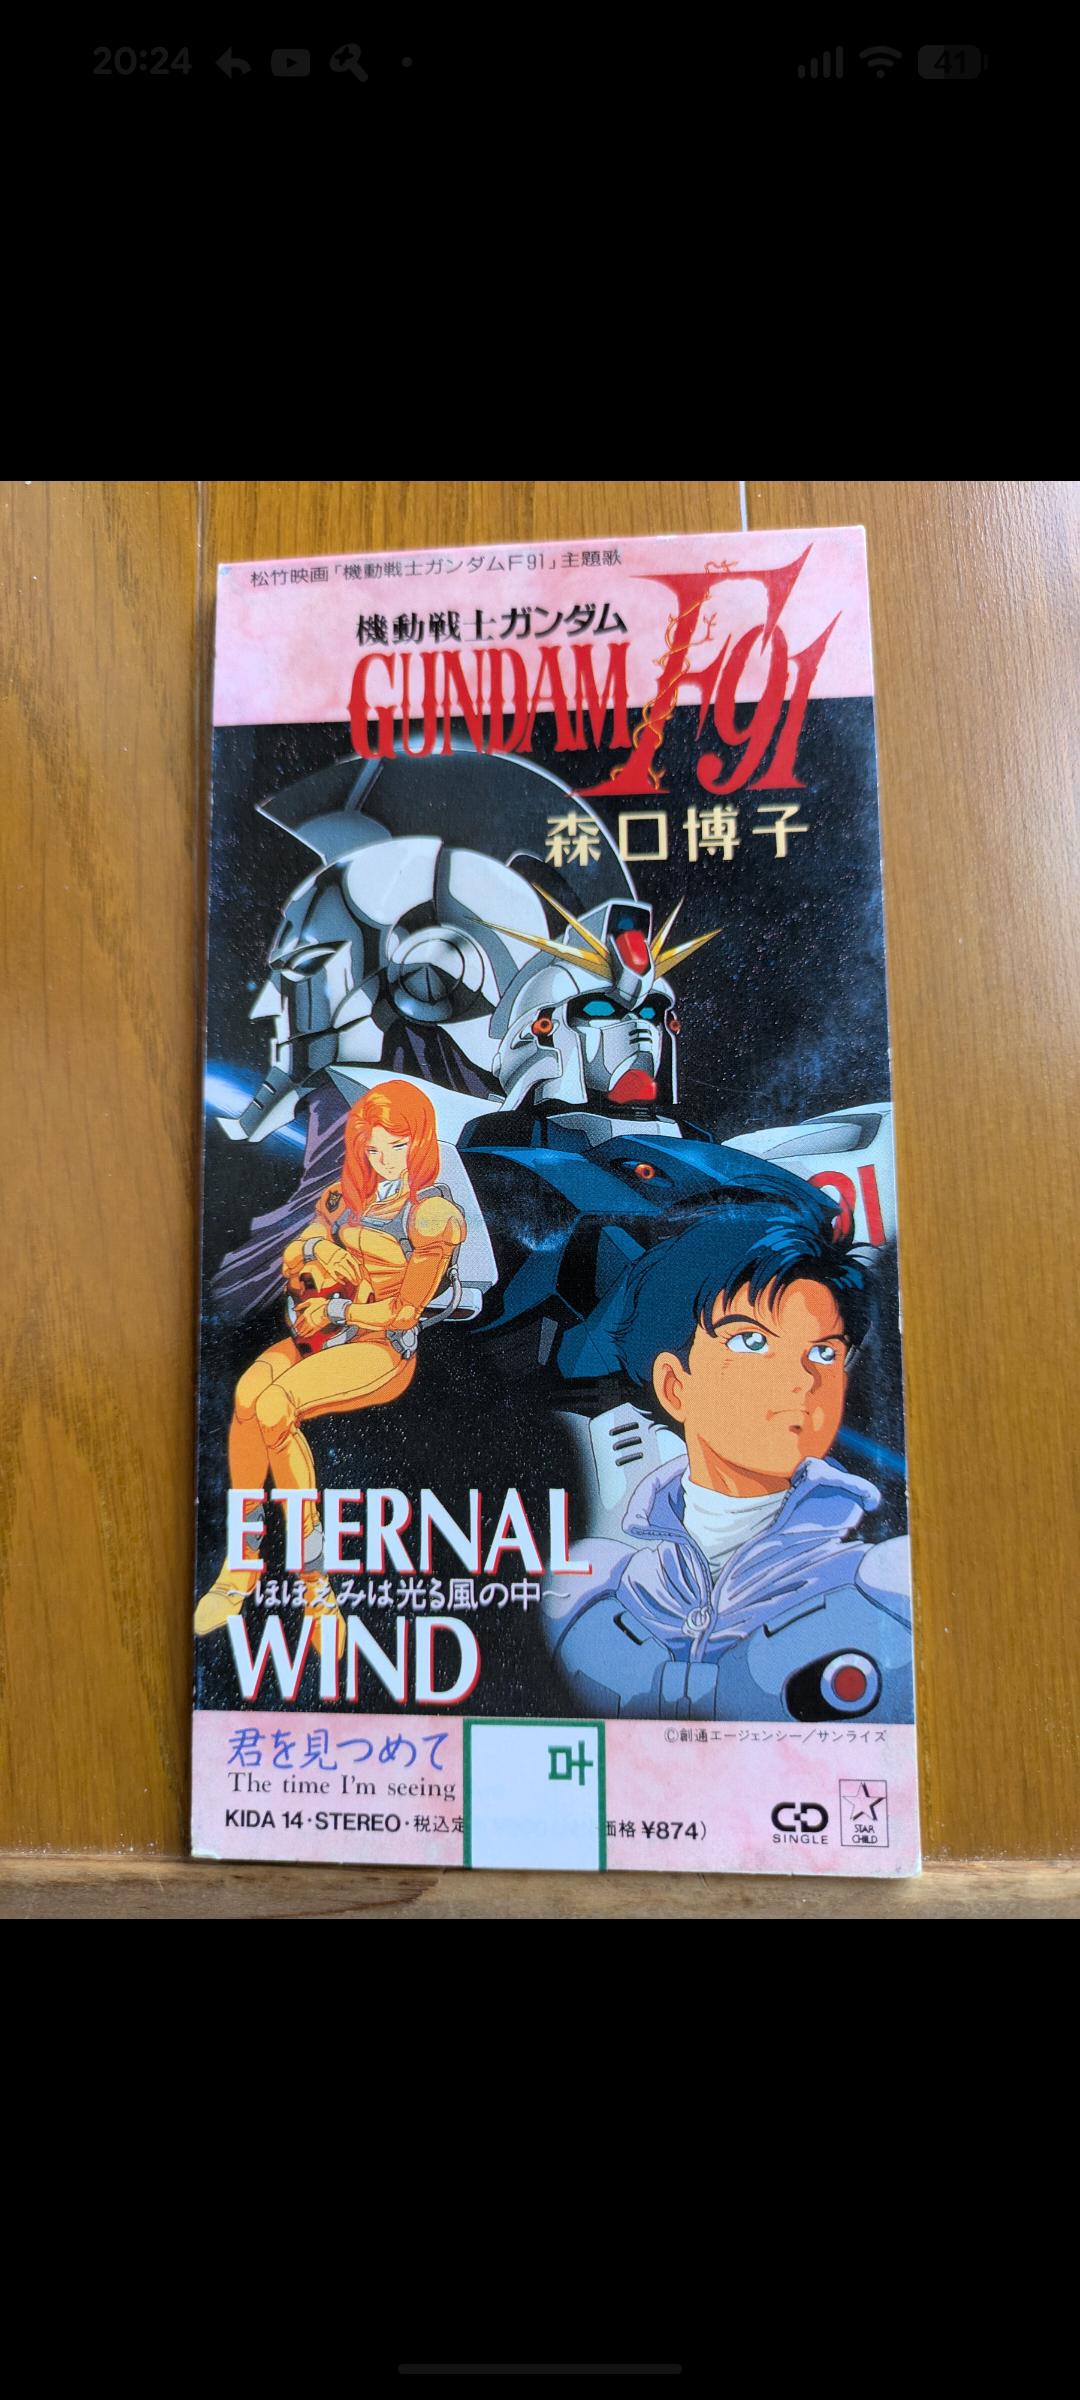 20:24
41
松竹映画「機動戦士ガンダムF91」主題歌
機動戦士ガンダム
GUNDAM F91
森口博子
91
ETERNAL
～ほほえみは光る風の中～
WIND
君を見つめて
The time I'm seeing
©創通エージェンシー／サンライズ
KIDA 14・STEREO・税込定
古
価格¥874)
CD
SINGLE
STAR
CHILD